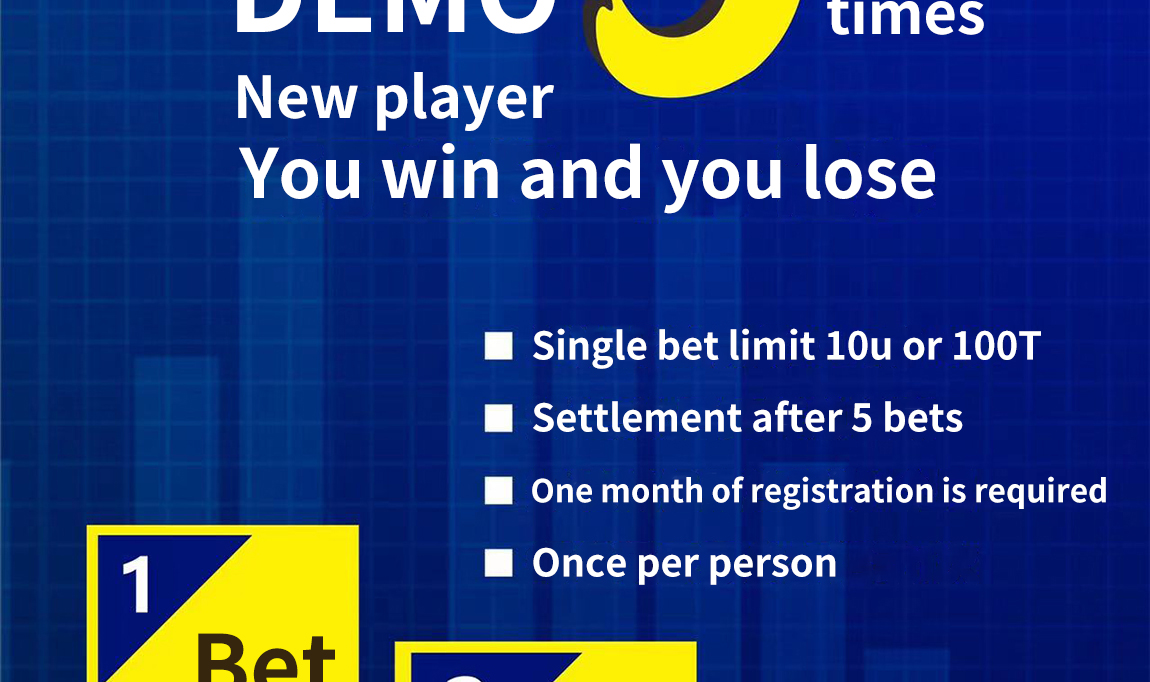 DEMO
times
New player
You win and you lose
Single bet limit 10u or 100T
Settlement after 5 bets
One month of registration is required
Once per person
1
Bet